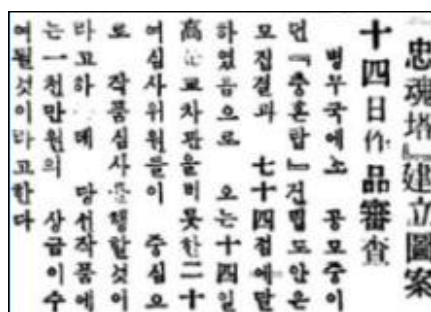 『忠魂塔』建立圖案
十四日作品審査
병무국에 공모중이
던『충혼탑』건립도안은
모집결과 七十四점에달
하였음으로 오는十四일
高 교차관을비롯한二十
여심사위원들이 중심으
로 작품심사를행할것이
라고하 데 당선작품에
는一천만원의 상금이수
여될것이라고한다